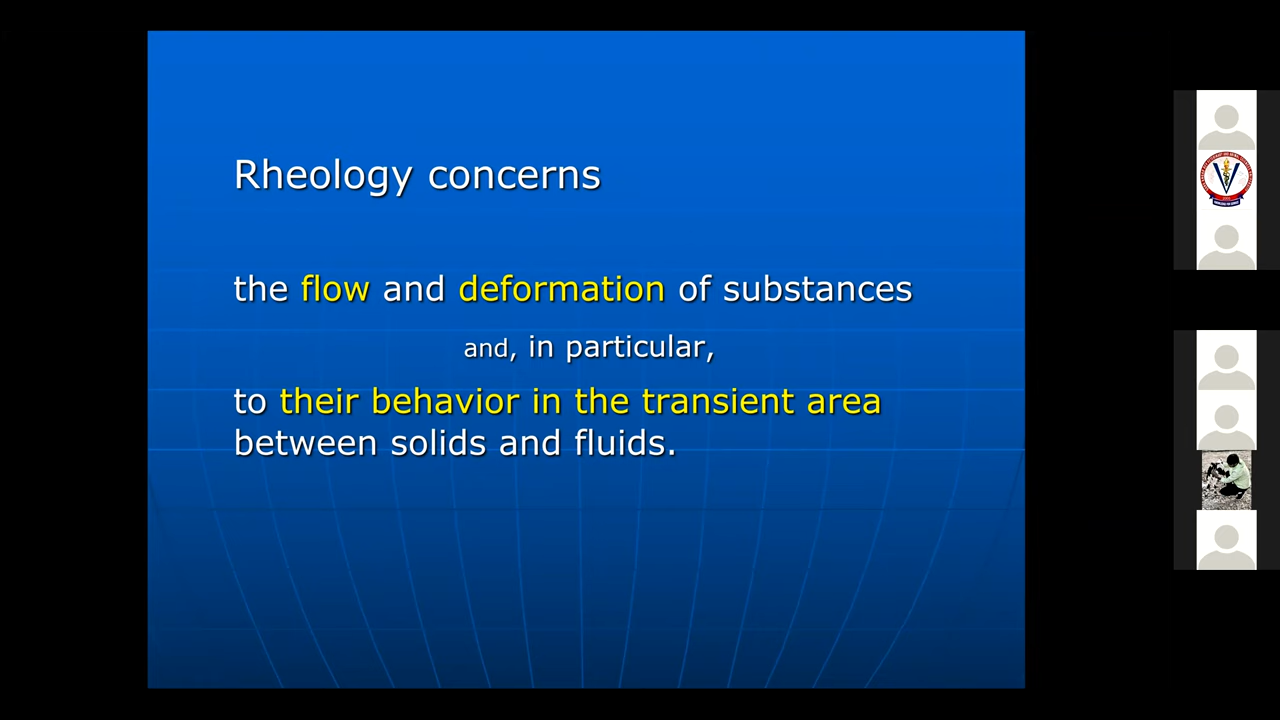 Rheology concerns
the flow and deformation of substances
and, in particular,
to their behavior in the transient area
between solids and fluids.
V